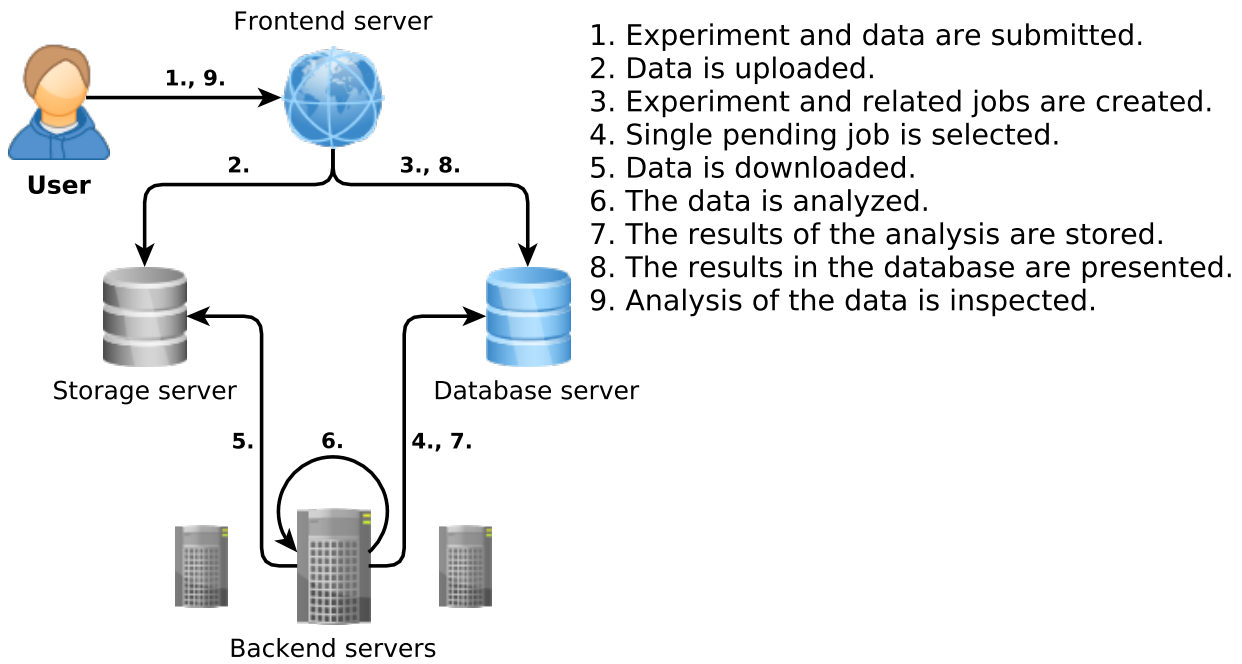 Frontend server
1., 9.
User
2.
3., 8.
Storage server
Database server
5.
6.
4., 7.
Backend servers
1. Experiment and data are submitted.
2. Data is uploaded.
3. Experiment and related jobs are created.
4. Single pending job is selected.
5. Data is downloaded.
6. The data is analyzed.
7. The results of the analysis are stored.
8. The results in the database are presented.
9. Analysis of the data is inspected.